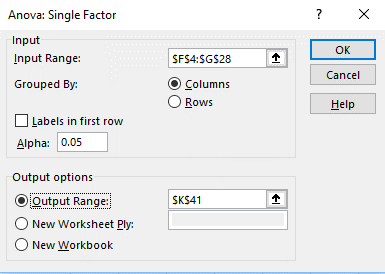 Anova: Single Factor ? ×
Input
Input Range: $F$4:$G$28
Grouped By: Columns
Rows
Labels in first row
Alpha: 0.05
Output options
Output Range: $K$41
New Worksheet Ply:
New Workbook
OK
Cancel
Help